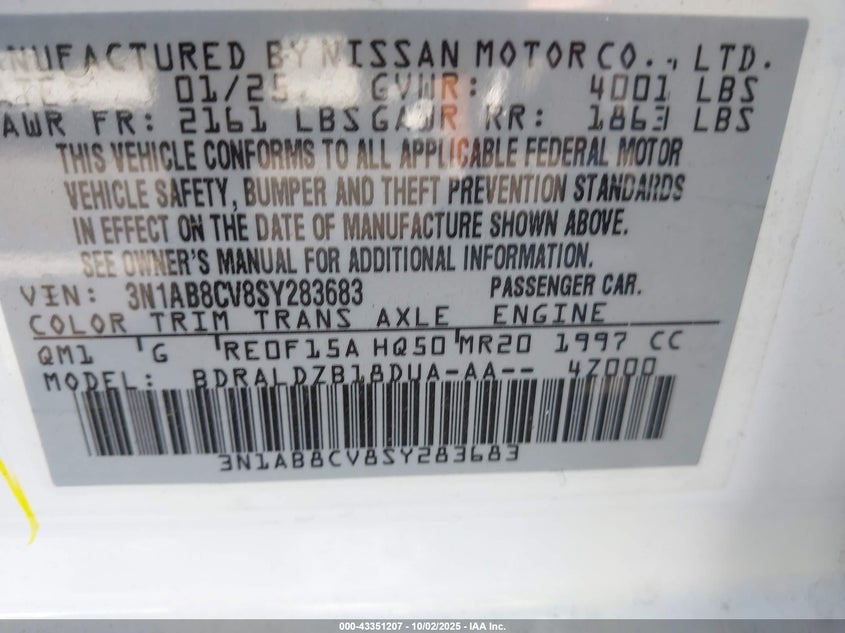 NUFACTURED BY NISSAN MOTOR CO., LTD.
01/25 GVWR: 4001 LBS
AWR FR: 2161 LBS GAWR RR: 1863 LBS
THIS VEHICLE CONFORMS TO ALL APPLICABLE FEDERAL MOTOR
VEHICLE SAFETY, BUMPER AND THEFT PREVENTION STANDARDS
IN EFFECT ON THE DATE OF MANUFACTURE SHOWN ABOVE.
SEE OWNER'S MANUAL FOR ADDITIONAL INFORMATION.
VIN: 3N1AB8CV8SY283683 PASSENGER CAR.
COLOR TRIM TRANS AXLE ENGINE
QM1 G RE0F15A HQ50 MR20 1997 CC
MODEL: BDRALDZB18DUA-AA-- 4Z000
3N1AB8CV8SY283683
000-43351207 - 10/02/2025 - IAA Inc.